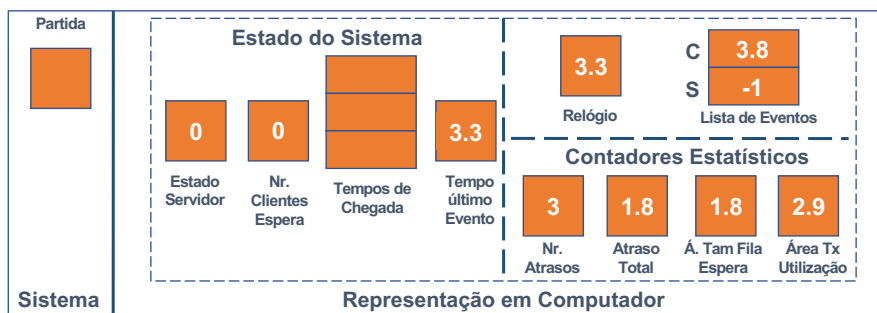 Partida
Sistema
Estado do Sistema
0
Estado
Servidor
0
Nr.
Clientes
Espera
Tempos de
Chegada
3.3
Tempo
último
Evento
3.3
Relógio
C
3.8
S
-1
Lista de Eventos
Contadores Estatísticos
3
Nr.
Atrasos
1.8
Atraso
Total
1.8
Á. Tam Fila
Espera
2.9
Área Tx
Utilização
Representação em Computador